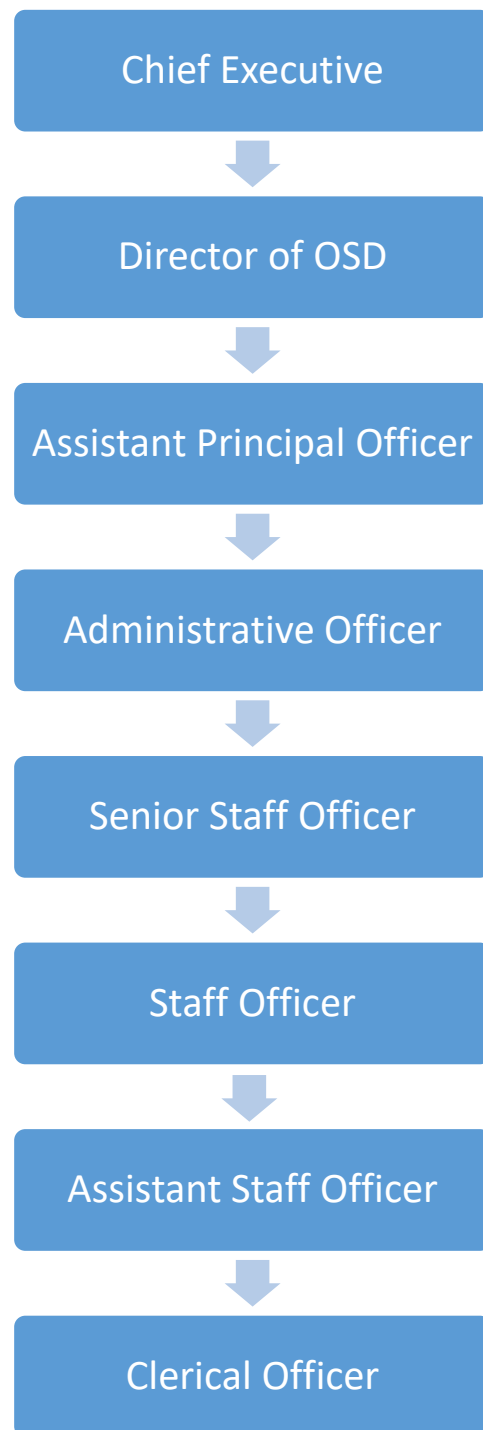 Chief Executive
Director of OSD
Assistant Principal Officer
Administrative Officer
Senior Staff Officer
Staff Officer
Assistant Staff Officer
Clerical Officer